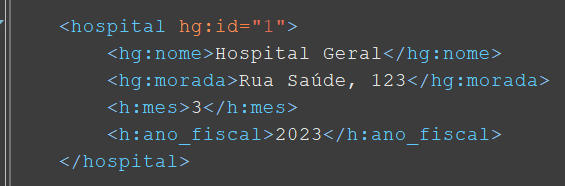 <hospital hg:id="1">
<hg:nome>Hospital Geral</hg:nome>
<hg:morada>Rua Saúde, 123</hg:morada>
<h:mes>3</h:mes>
<h:ano_fiscal>2023</h:ano_fiscal>
</hospital>